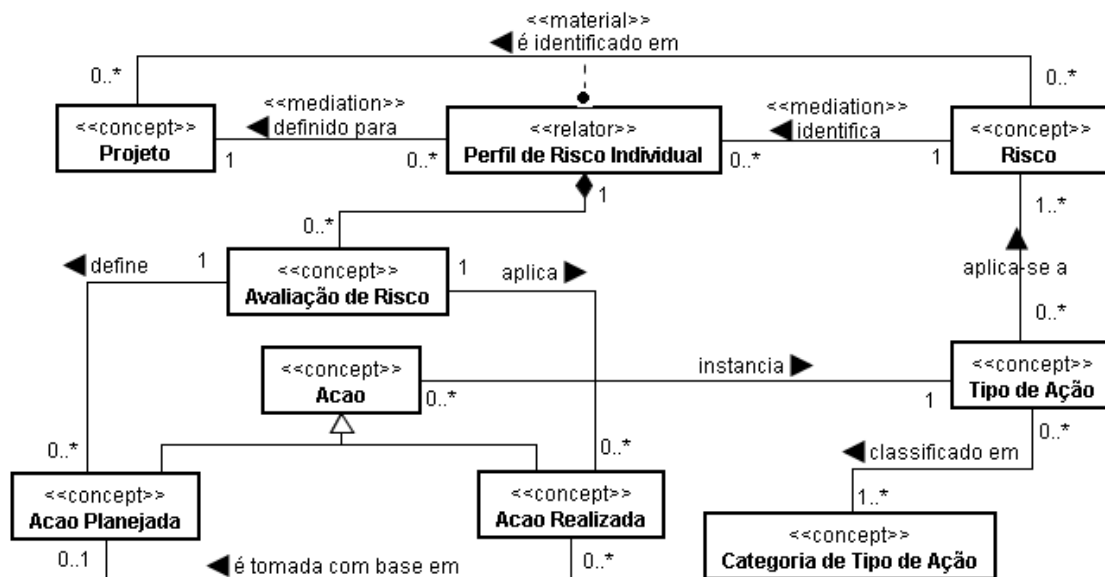 <<material>>
é identificado em
0..*
0..*
<<concept>>
Projeto
<<mediation>>
definido para
1
0..*
<<relator>>
Perfil de Risco Individual
<<mediation>>
identifica
0..*
1
<<concept>>
Risco
1
0..*
1..*
define
1
<<concept>>
Avaliação de Risco
1
aplica
aplica-se a
0..*
<<concept>>
Acao
0..*
instancia
1
<<concept>>
Tipo de Ação
0..*
0..*
0..*
classificado em
1..*
<<concept>>
Acao Planejada
<<concept>>
Acao Realizada
<<concept>>
Categoria de Tipo de Ação
0..1
é tomada com base em
0..*